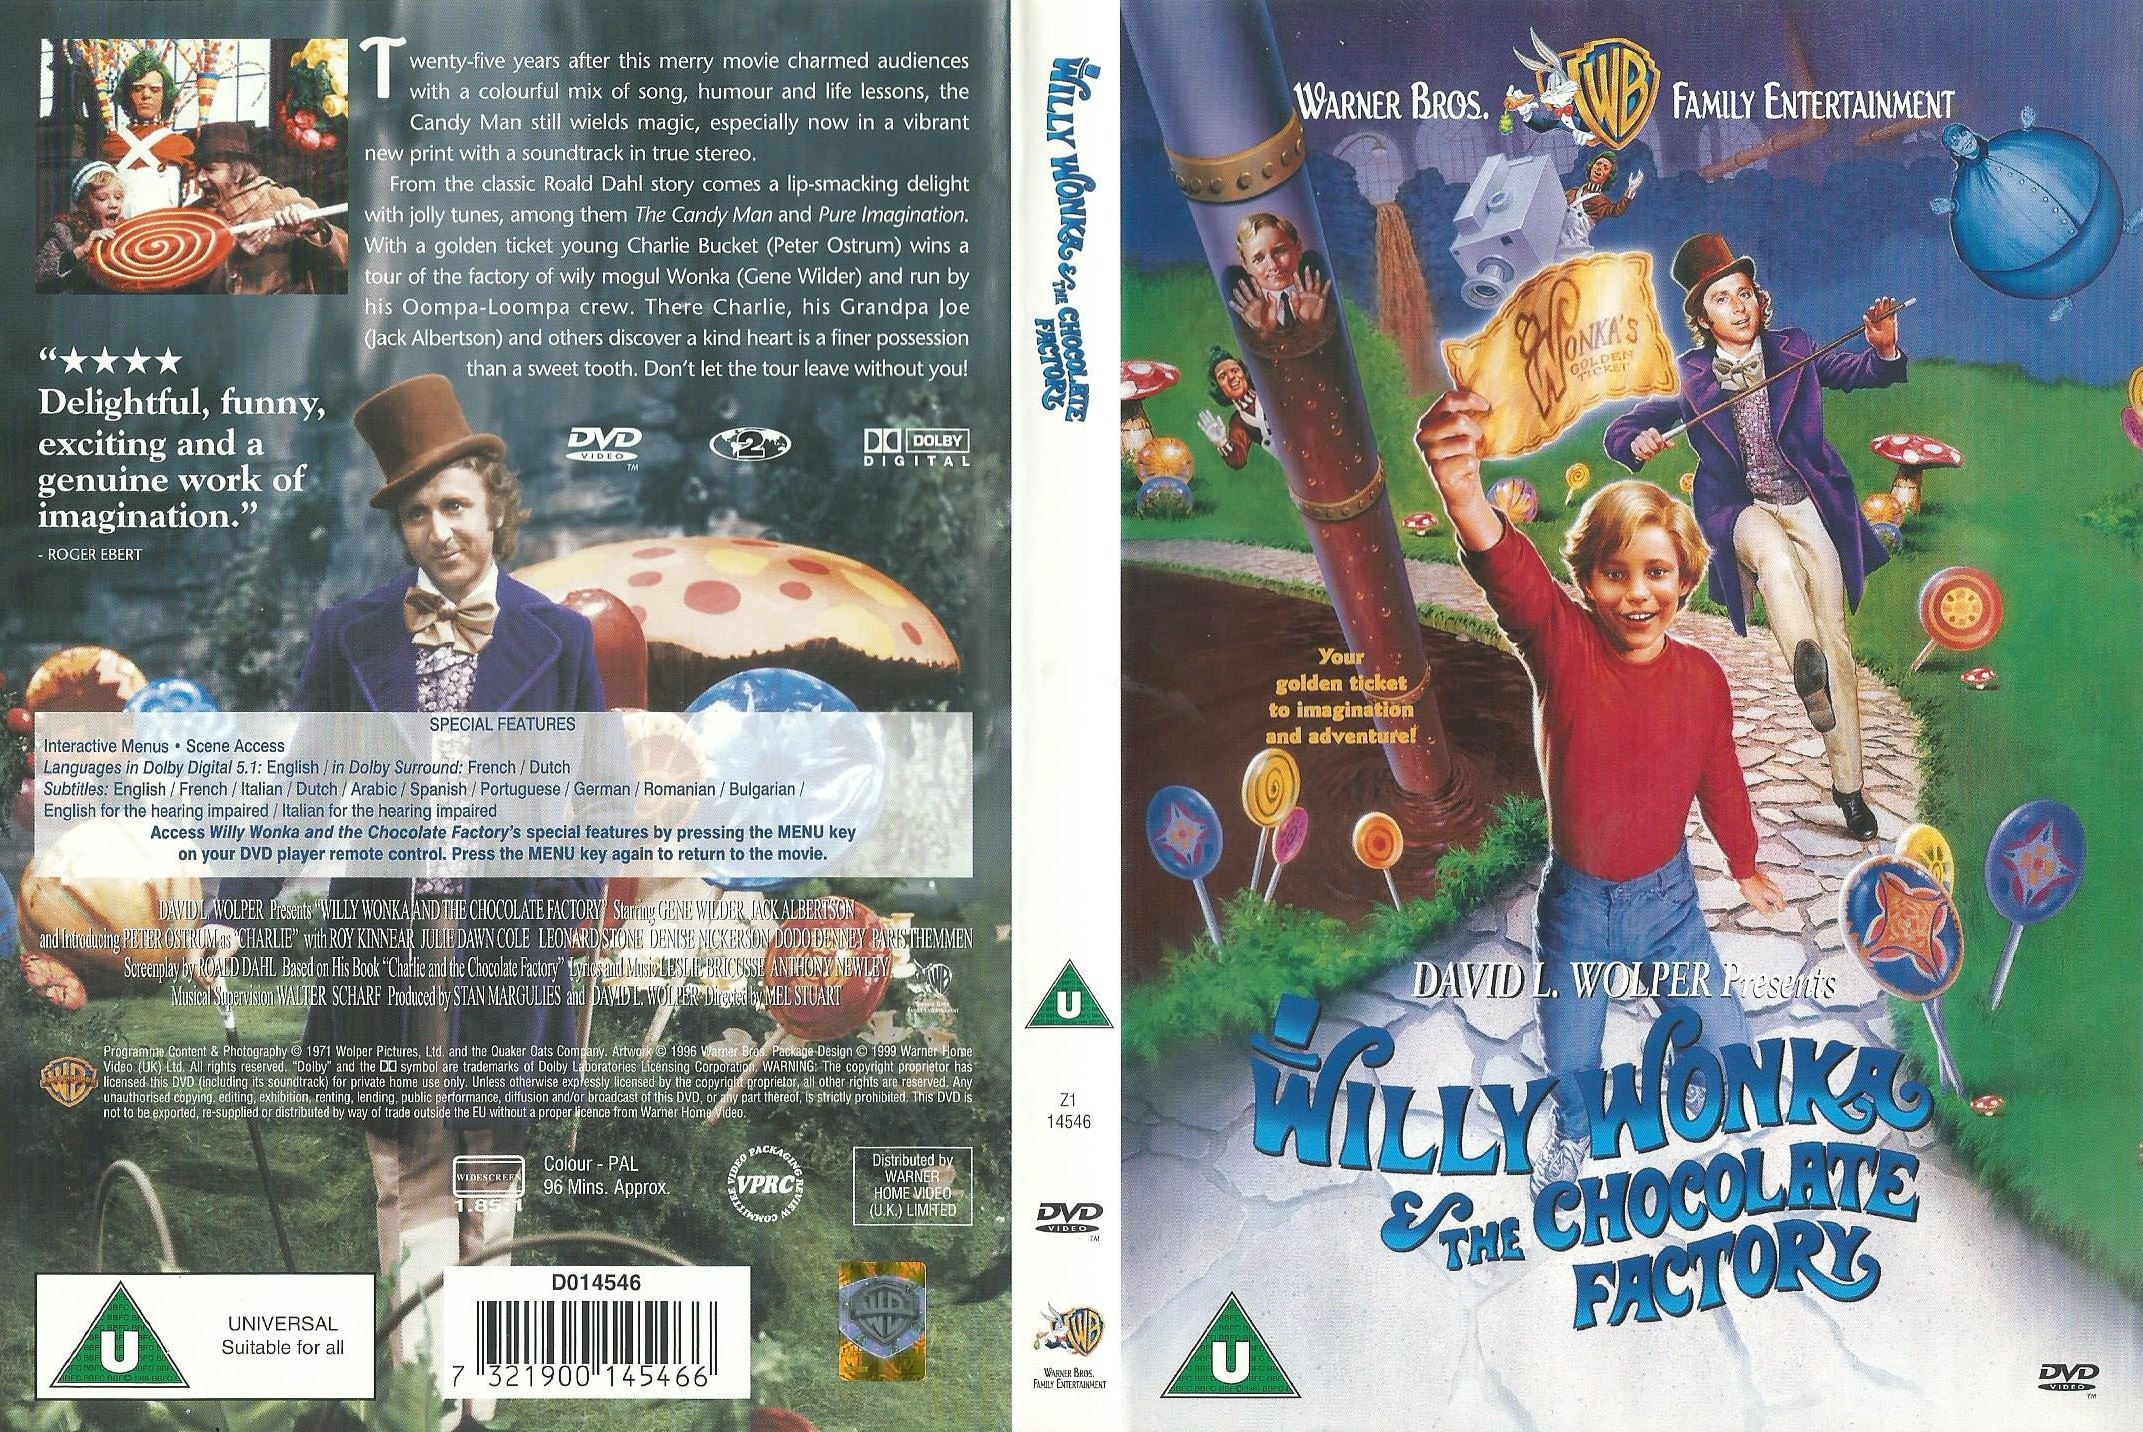 Twenty-five years after this merry movie charmed audiences
with a colourful mix of song, humour and life lessons, the
Candy Man still wields magic, especially now in a vibrant
new print with a soundtrack in true stereo.
From the classic Roald Dahl story comes a lip-smacking delight
with jolly tunes, among them The Candy Man and Pure Imagination.
With a golden ticket young Charlie Bucket (Peter Ostrum) wins a
tour of the factory of wily mogul Wonka (Gene Wilder) and run by
his Oompa-Loompa crew. There Charlie, his Grandpa Joe
(Jack Albertson) and others discover a kind heart is a finer possession
than a sweet tooth. Don't let the tour leave without you!
“★★★★
Delightful, funny,
exciting and a
genuine work of
imagination.”
- ROGER EBERT
DVD
VIDEO
TM
2
DOLBY
DIGITAL
SPECIAL FEATURES
Interactive Menus • Scene Access
Languages in Dolby Digital 5.1: English / in Dolby Surround: French / Dutch
Subtitles: English / French / Italian / Dutch / Arabic / Spanish / Portuguese / German / Romanian / Bulgarian /
English for the hearing impaired / Italian for the hearing impaired
Access Willy Wonka and the Chocolate Factory's special features by pressing the MENU key
on your DVD player remote control. Press the MENU key again to return to the movie.
DAVID L. WOLPER Presents “WILLY WONKA AND THE CHOCOLATE FACTORY” Starring GENE WILDER JACK ALBERTSON
and Introducing PETER OSTRUM as “CHARLIE” with ROY KINNEAR JULIE DAWN COLE LEONARD STONE DENISE NICKERSON DODO DENNEY PARIS THEMMEN
Screenplay by ROALD DAHL Based on His Book “Charlie and the Chocolate Factory” Lyrics and Music LESLIE BRICUSSE ANTHONY NEWLEY
Musical Supervision WALTER SCHARF Produced by STAN MARGULIES and DAVID L. WOLPER Directed by MEL STUART
Programme Content & Photography © 1971 Wolper Pictures, Ltd. and the Quaker Oats Company. Artwork © 1996 Warner Bros. Package Design © 1999 Warner Home
Video (UK) Ltd. All rights reserved. “Dolby” and the DD symbol are trademarks of Dolby Laboratories Licensing Corporation. WARNING: The copyright proprietor has
licensed this DVD (including its soundtrack) for private home use only. Unless otherwise expressly licensed by the copyright proprietor, all other rights are reserved. Any
unauthorised copying, editing, exhibition, renting, lending, public performance, diffusion and/or broadcast of this DVD, or any part thereof, is strictly prohibited. This DVD is
not to be exported, re-supplied or distributed by way of trade outside the EU without a proper licence from Warner Home Video.
WIDESCREEN
1.85:1
Colour - PAL
96 Mins. Approx.
VIDEO PACKAGING REVIEW COMMITTEE
VPRC
Distributed by
WARNER
HOME VIDEO
(U.K.) LIMITED
U
UNIVERSAL
Suitable for all
D014546
7 321900 145466
WILLY WONKA & THE CHOCOLATE
FACTORY
U
Z1
14546
DVD
VIDEO
TM
WB
WARNER BROS.
FAMILY ENTERTAINMENT
WARNER BROS. WB FAMILY ENTERTAINMENT
WONKA'S
GOLDEN
TICKET
Your
golden ticket
to imagination
and adventure!
DAVID L. WOLPER Presents
WILLY WONKA
& THE CHOCOLATE
FACTORY
U
DVD
VIDEO
TM